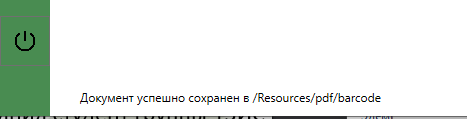 Документ успешно сохранен в /Resources/pdf/barcode